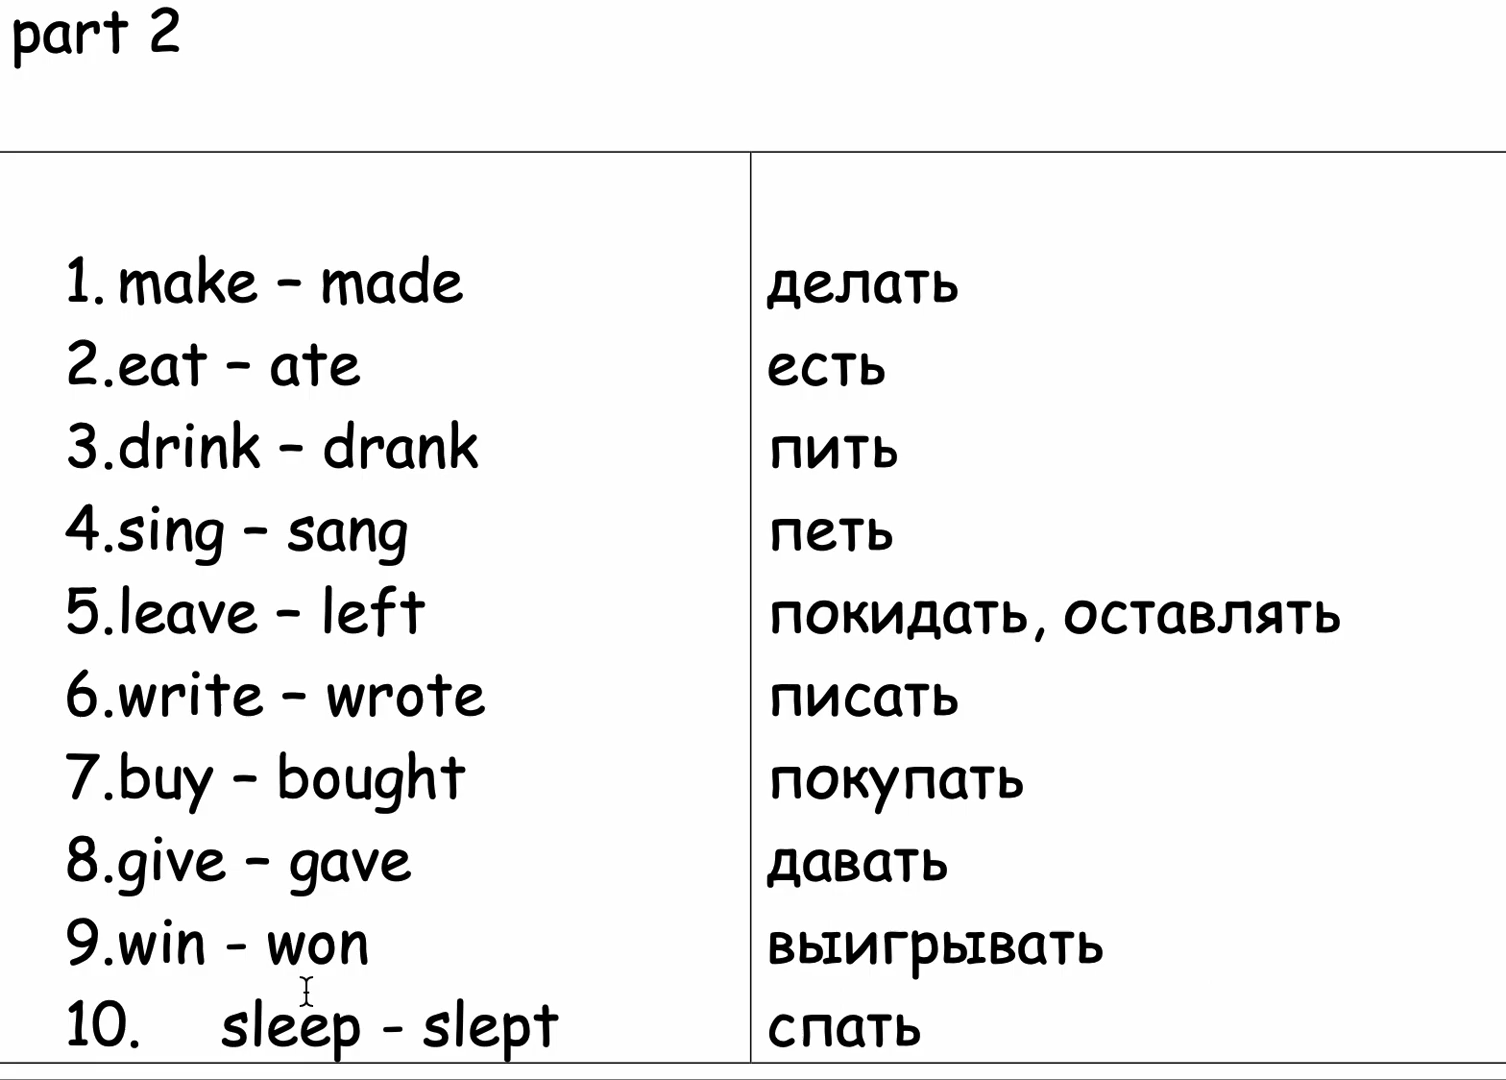 part 2
1. make – made делать
2.eat – ate есть
3.drink – drank пить
4.sing – sang петь
5.leave – left покидать, оставлять
6.write – wrote писать
7.buy – bought покупать
8.give – gave давать
9.win - won выигрывать
10. sleep - slept спать